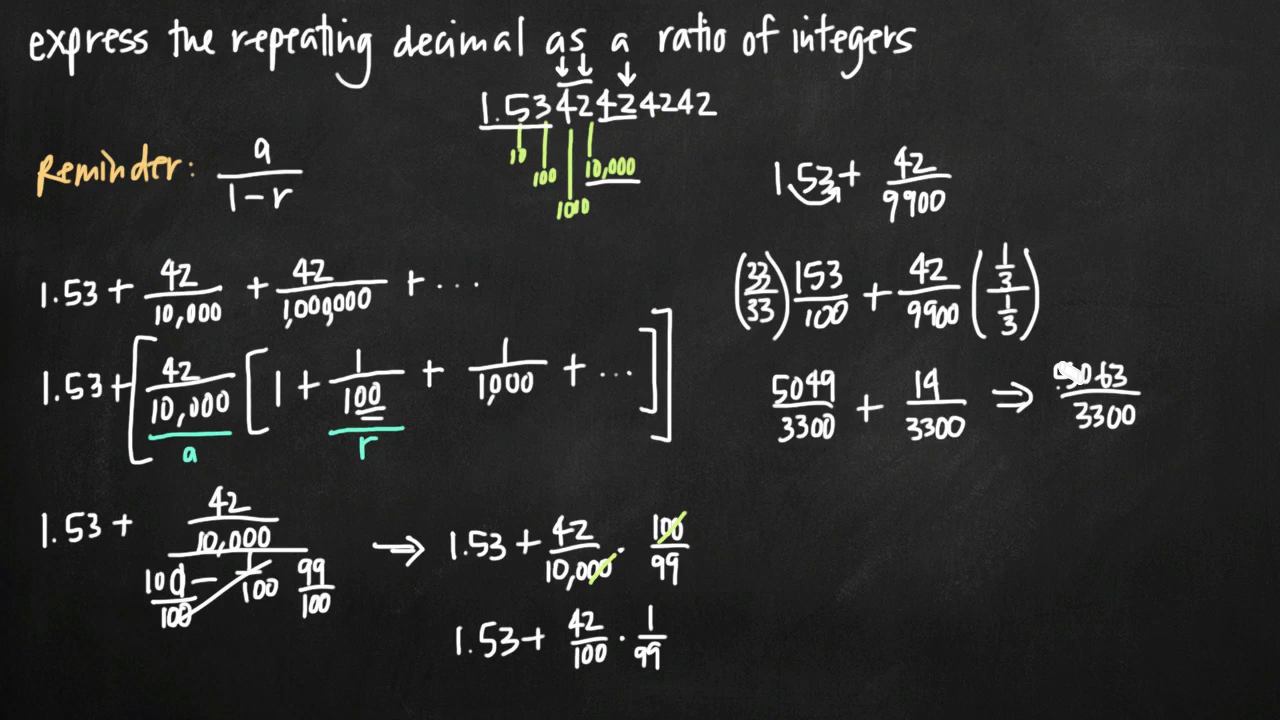 express the repeating decimal as a ratio of integers
↓↓ ↓
1.5342424242
10 100 1000 10,000
Reminder: a/(1-r)
1.53 + 42/10,000 + 42/1,000,000 + ...
1.53 + [42/10,000 [1 + 1/100 + 1/1,000 + ...]]
a r
1.53 + (42/10,000)/(100/100 - 1/100) 99/100 → 1.53 + 42/10,000 · 100/99
1.53 + 42/100 · 1/99
1.53 + 42/9900
(33/33) 153/100 + 42/9900 (1/3 / 1/3)
5049/3300 + 14/3300 ⇒ 5063/3300